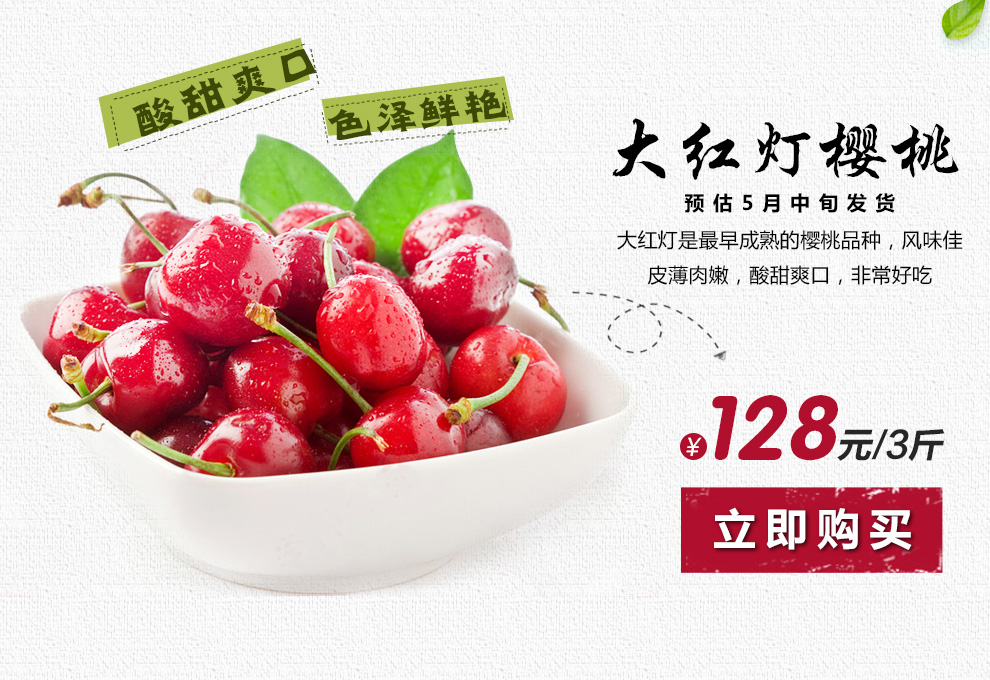 酸甜爽口
色泽鲜艳
大红灯樱桃
预估5月中旬发货
大红灯是最早成熟的樱桃品种，风味佳
皮薄肉嫩，酸甜爽口，非常好吃
¥128元/3斤
立即购买